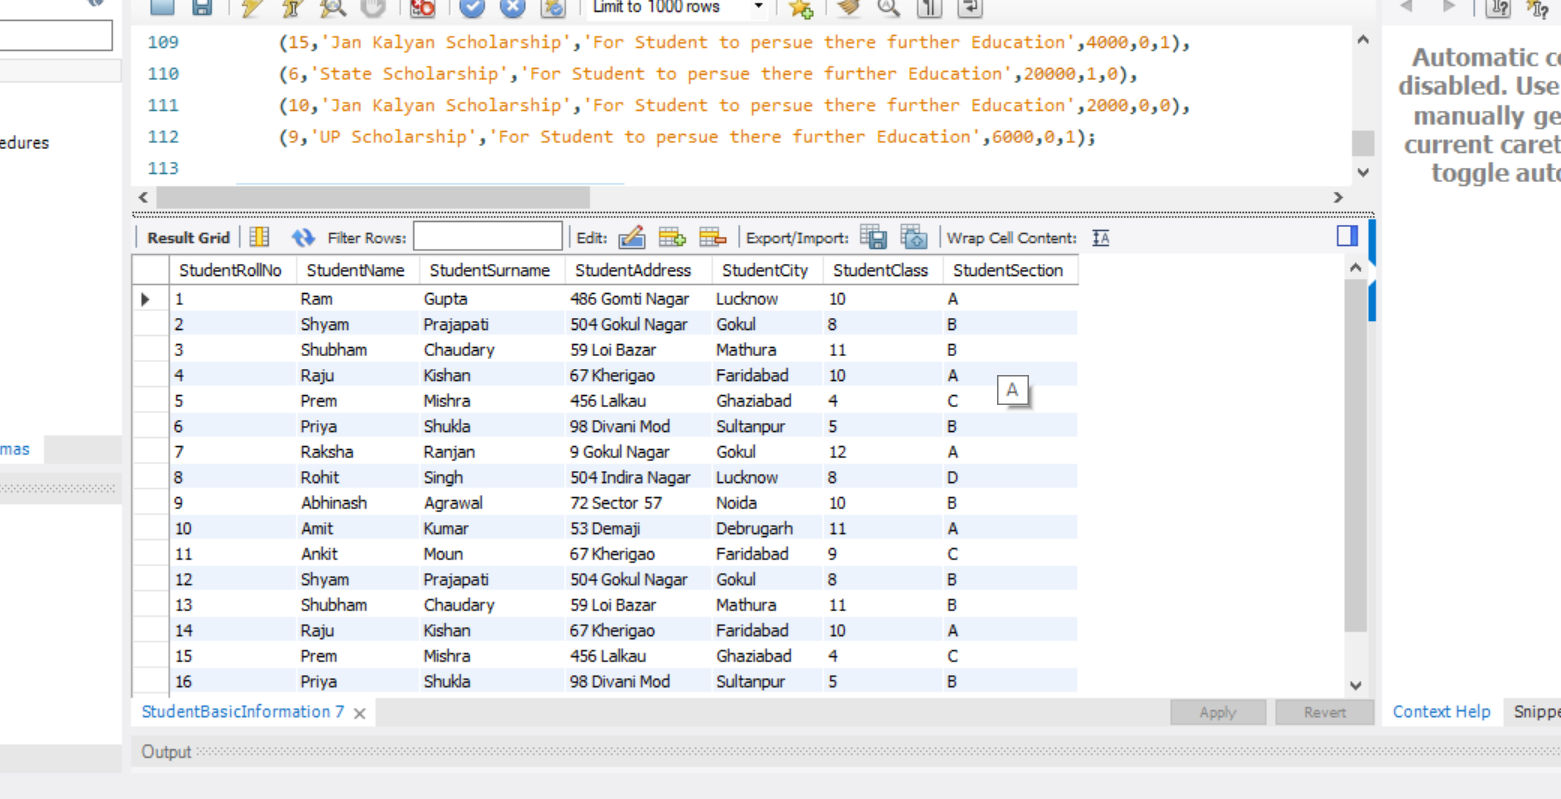 Limit to 1000 rows
109 (15,'Jan Kalyan Scholarship','For Student to persue there further Education',4000,0,1),
110 (6,'State Scholarship','For Student to persue there further Education',20000,1,0),
111 (10,'Jan Kalyan Scholarship','For Student to persue there further Education',2000,0,0),
112 (9,'UP Scholarship','For Student to persue there further Education',6000,0,1);
113
edures
mas
Automatic co
disabled. Use
manually ge
current caret
toggle auto
Result Grid Filter Rows: Edit: Export/Import: Wrap Cell Content: IA
StudentRollNo StudentName StudentSurname StudentAddress StudentCity StudentClass StudentSection
1 Ram Gupta 486 Gomti Nagar Lucknow 10 A
2 Shyam Prajapati 504 Gokul Nagar Gokul 8 B
3 Shubham Chaudary 59 Loi Bazar Mathura 11 B
4 Raju Kishan 67 Kherigao Faridabad 10 A
A
5 Prem Mishra 456 Lalkau Ghaziabad 4 C
6 Priya Shukla 98 Divani Mod Sultanpur 5 B
7 Raksha Ranjan 9 Gokul Nagar Gokul 12 A
8 Rohit Singh 504 Indira Nagar Lucknow 8 D
9 Abhinash Agrawal 72 Sector 57 Noida 10 B
10 Amit Kumar 53 Demaji Debrugarh 11 A
11 Ankit Moun 67 Kherigao Faridabad 9 C
12 Shyam Prajapati 504 Gokul Nagar Gokul 8 B
13 Shubham Chaudary 59 Loi Bazar Mathura 11 B
14 Raju Kishan 67 Kherigao Faridabad 10 A
15 Prem Mishra 456 Lalkau Ghaziabad 4 C
16 Priya Shukla 98 Divani Mod Sultanpur 5 B
StudentBasicInformation 7 Apply Revert Context Help Snippe
Output